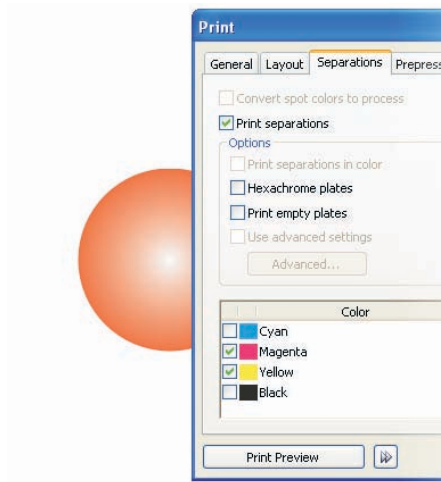 Print
General Layout Separations Prepress
Convert spot colors to process
Print separations
Options
Print separations in color
Hexachrome plates
Print empty plates
Use advanced settings
Advanced...
Color
Cyan
Magenta
Yellow
Black
Print Preview